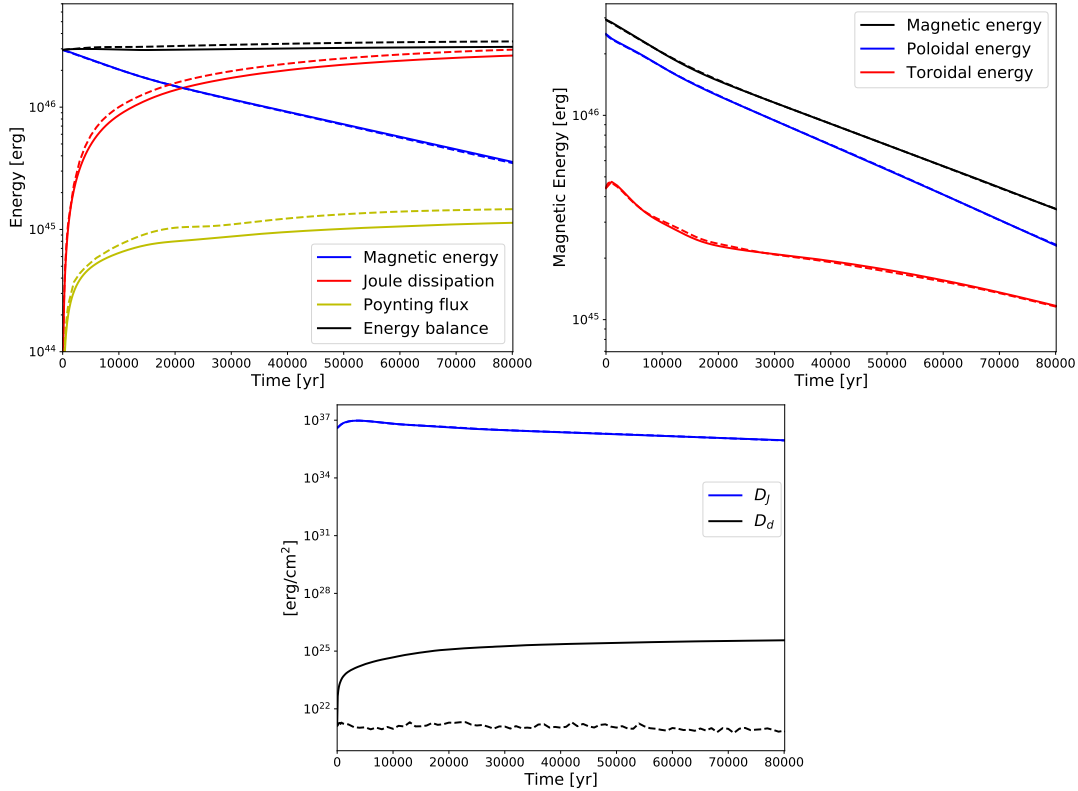 Energy [erg]
10^46
10^45
10^44
Magnetic energy
Joule dissipation
Poynting flux
Energy balance
0 10000 20000 30000 40000 50000 60000 70000 80000
Time [yr]
Magnetic Energy [erg]
10^46
10^45
Magnetic energy
Poloidal energy
Toroidal energy
0 10000 20000 30000 40000 50000 60000 70000 80000
Time [yr]
[erg/cm^2]
10^37
10^34
10^31
10^28
10^25
10^22
D_J
D_d
0 10000 20000 30000 40000 50000 60000 70000 80000
Time [yr]